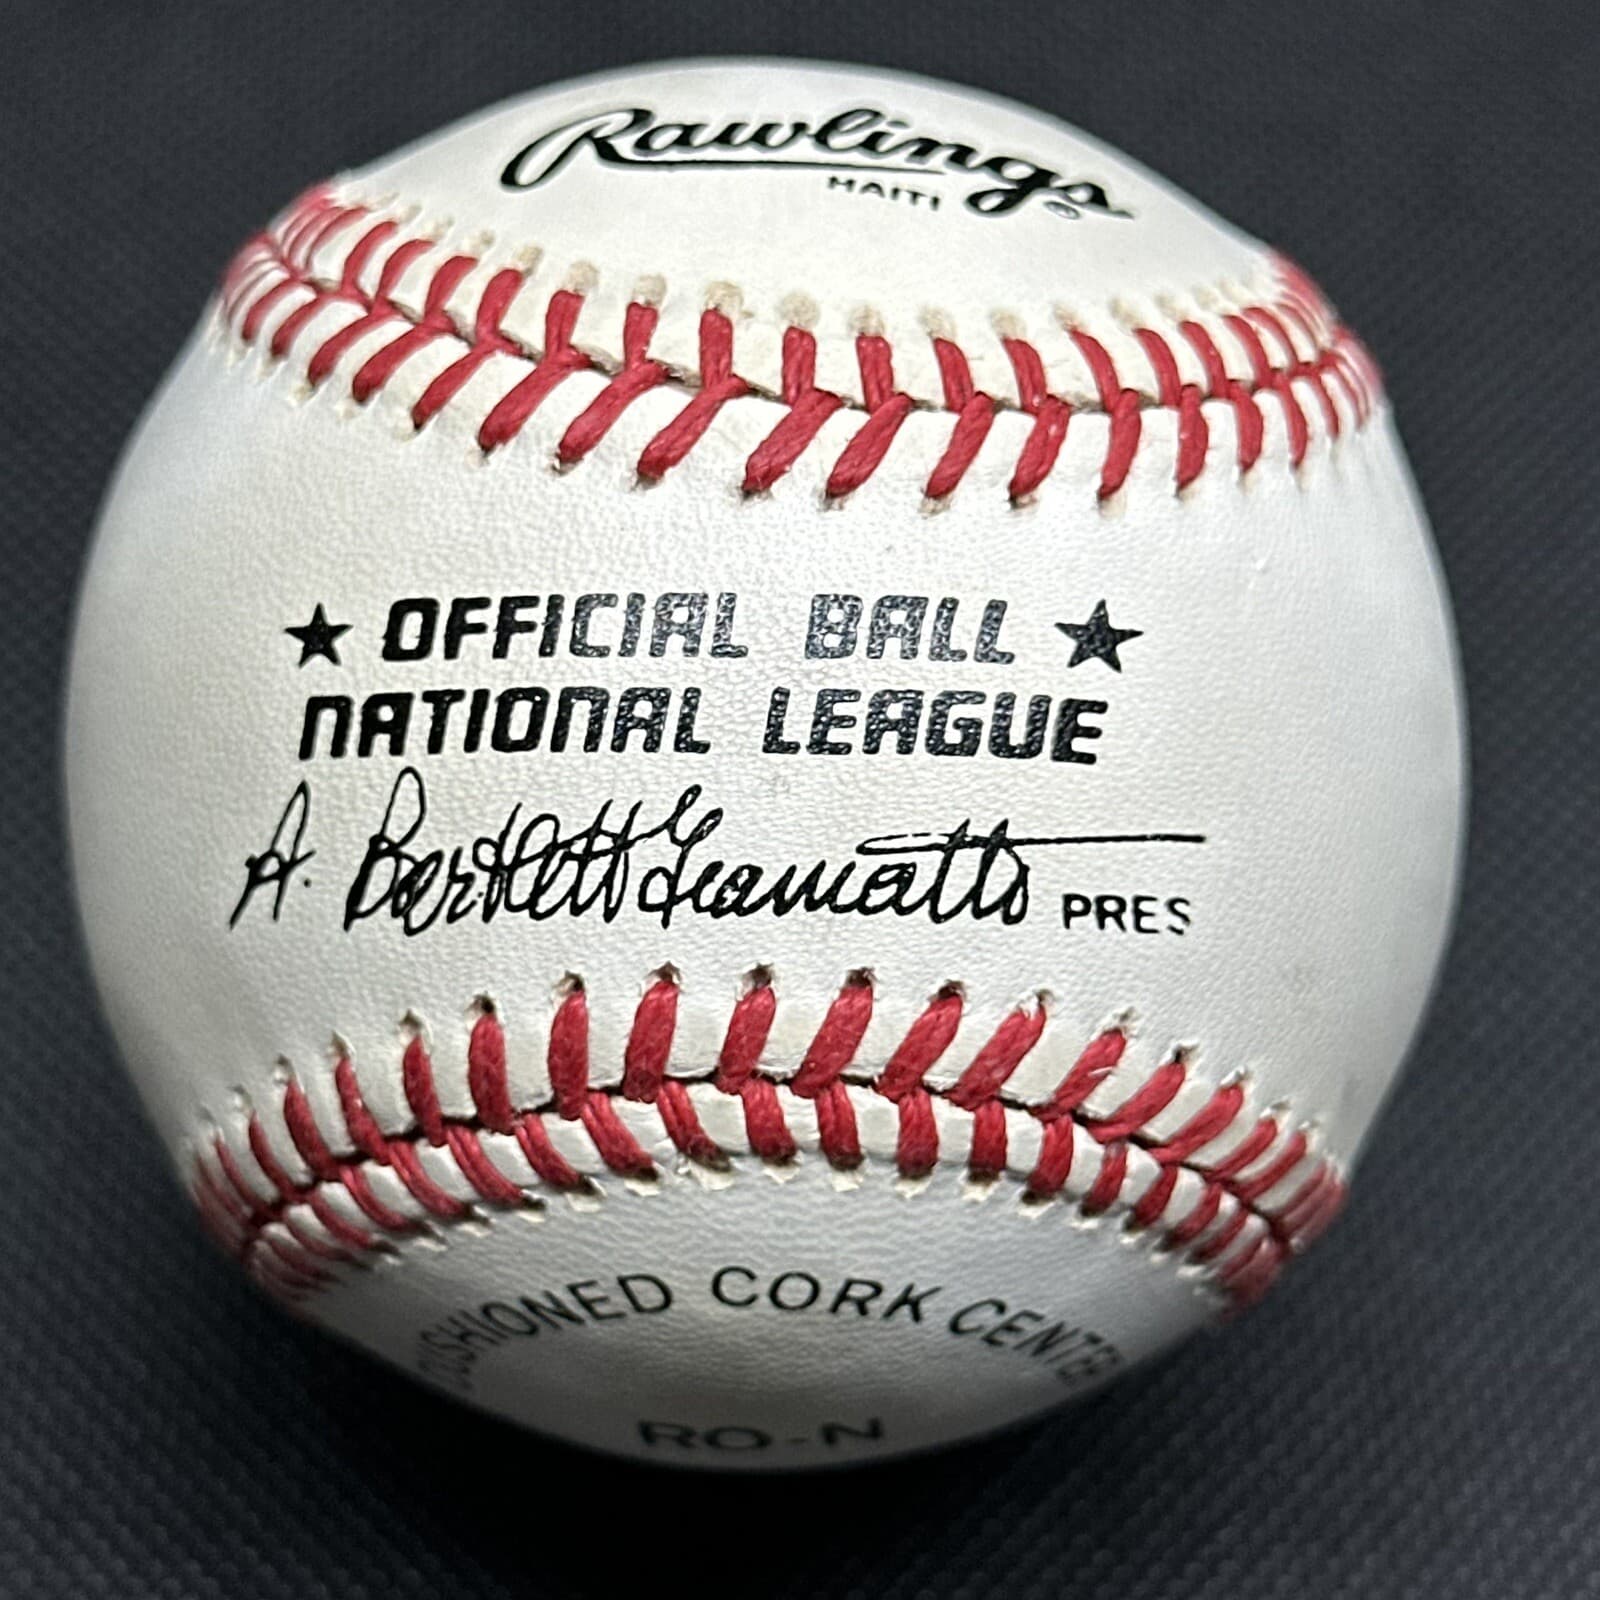 Rawlings®
HAITI
★ OFFICIAL BALL ★
NATIONAL LEAGUE
A. Bartlett Giamatti PRES
CUSHIONED CORK CENTER
RO-N